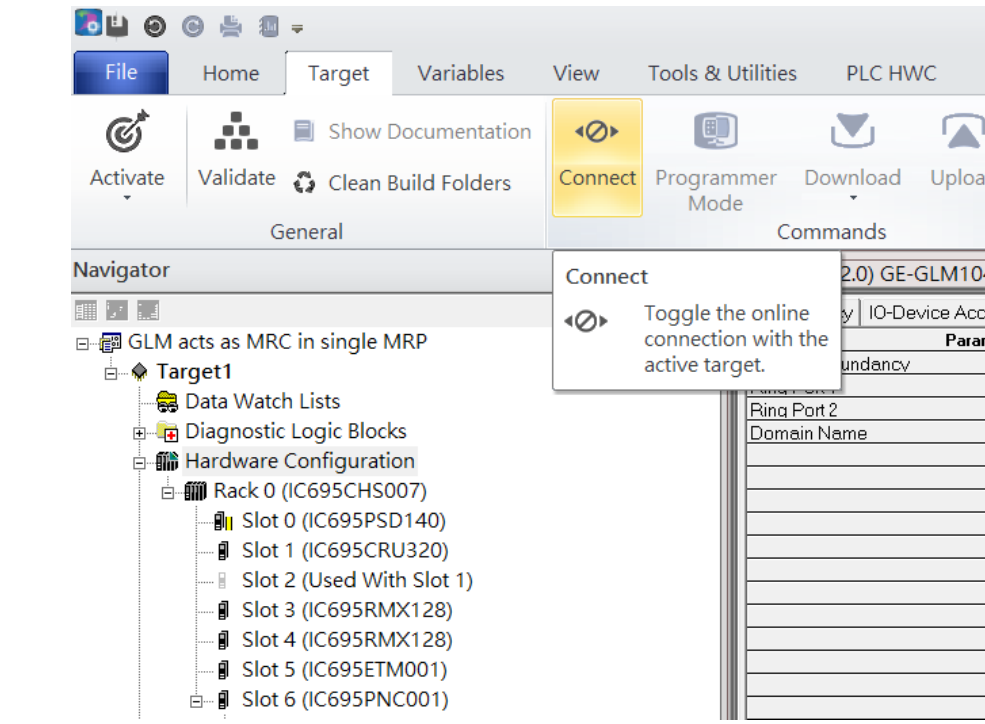 File Home Target Variables View Tools & Utilities PLC HWC
Show Documentation
Activate Validate Clean Build Folders Connect Programmer Mode Download Uploa
General Commands
Navigator
Connect
Toggle the online
connection with the
active target.
2.0) GE-GLM104
y IO-Device Acc
Param
undancy
Ring Port 2
Domain Name
GLM acts as MRC in single MRP
Target1
Data Watch Lists
Diagnostic Logic Blocks
Hardware Configuration
Rack 0 (IC695CHS007)
Slot 0 (IC695PSD140)
Slot 1 (IC695CRU320)
Slot 2 (Used With Slot 1)
Slot 3 (IC695RMX128)
Slot 4 (IC695RMX128)
Slot 5 (IC695ETM001)
Slot 6 (IC695PNC001)